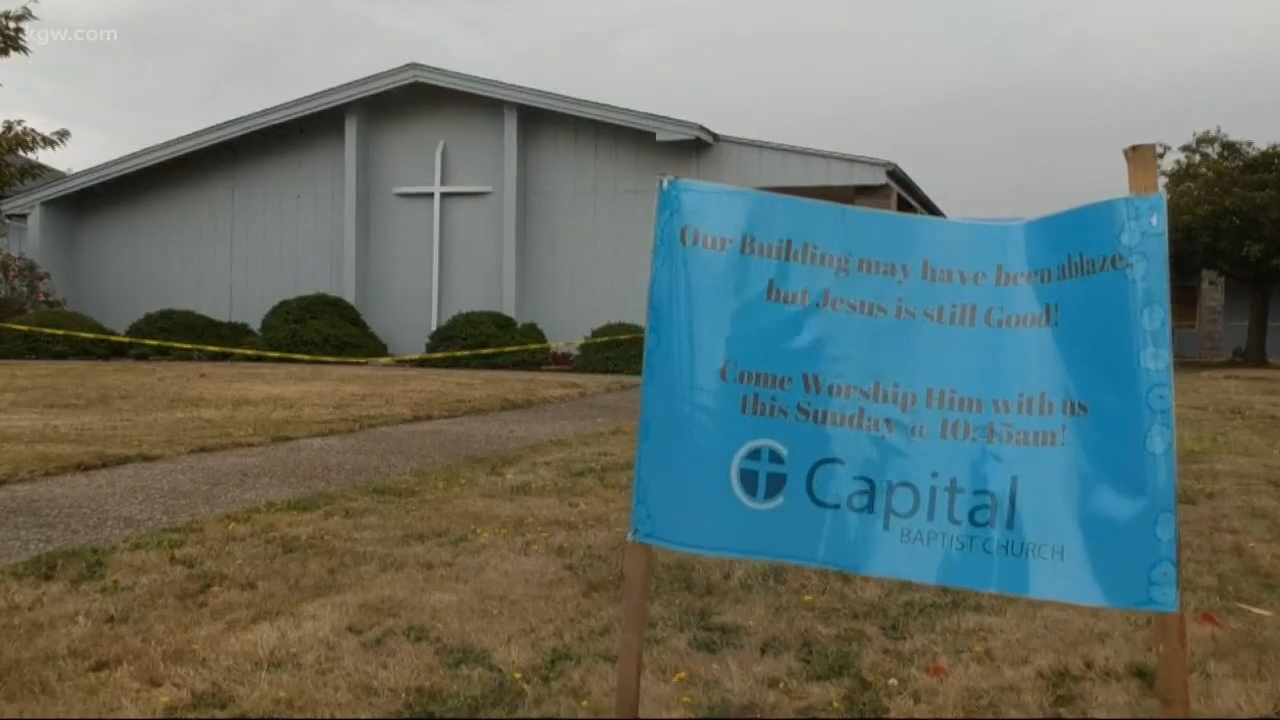 kgw.com
Our Building may have been ablaze,
but Jesus is still Good!
Come Worship Him with us
this Sunday @ 10:45am!
Capital
BAPTIST CHURCH